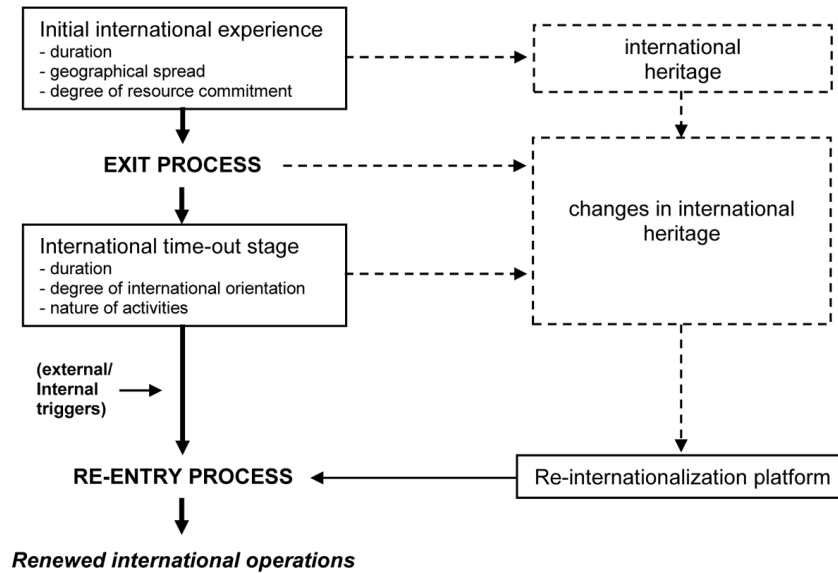 Initial international experience
- duration
- geographical spread
- degree of resource commitment
international
heritage
EXIT PROCESS
changes in international
heritage
International time-out stage
- duration
- degree of international orientation
- nature of activities
(external/
Internal
triggers)
RE-ENTRY PROCESS
Re-internationalization platform
Renewed international operations